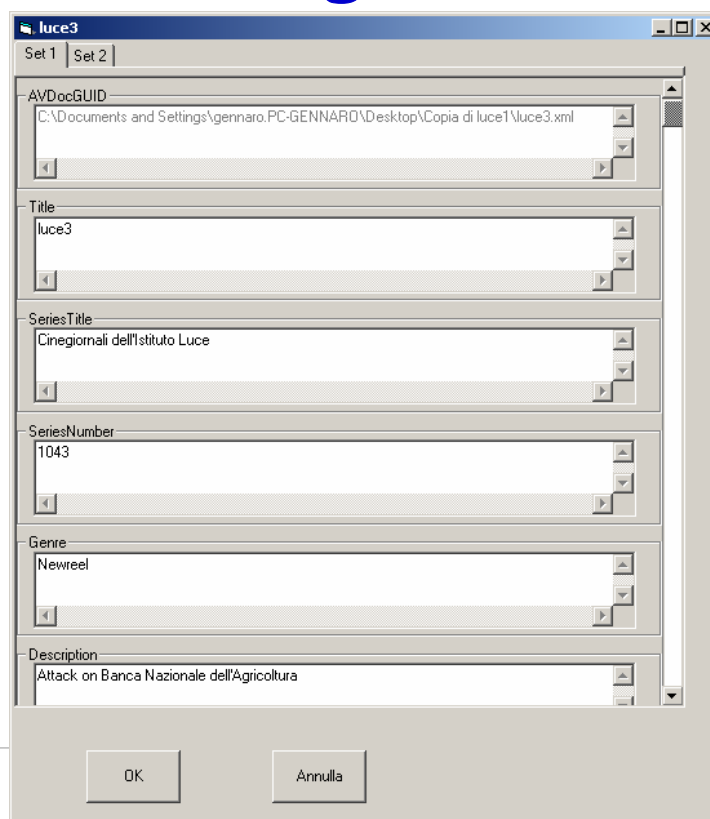 luce3
Set 1 Set 2
AVDocGUID
C:\Documents and Settings\gennaro.PC-GENNARO\Desktop\Copia di luce1\luce3.xml
Title
luce3
SeriesTitle
Cinegiornali dell'Istituto Luce
SeriesNumber
1043
Genre
Newreel
Description
Attack on Banca Nazionale dell'Agricoltura
OK Annulla